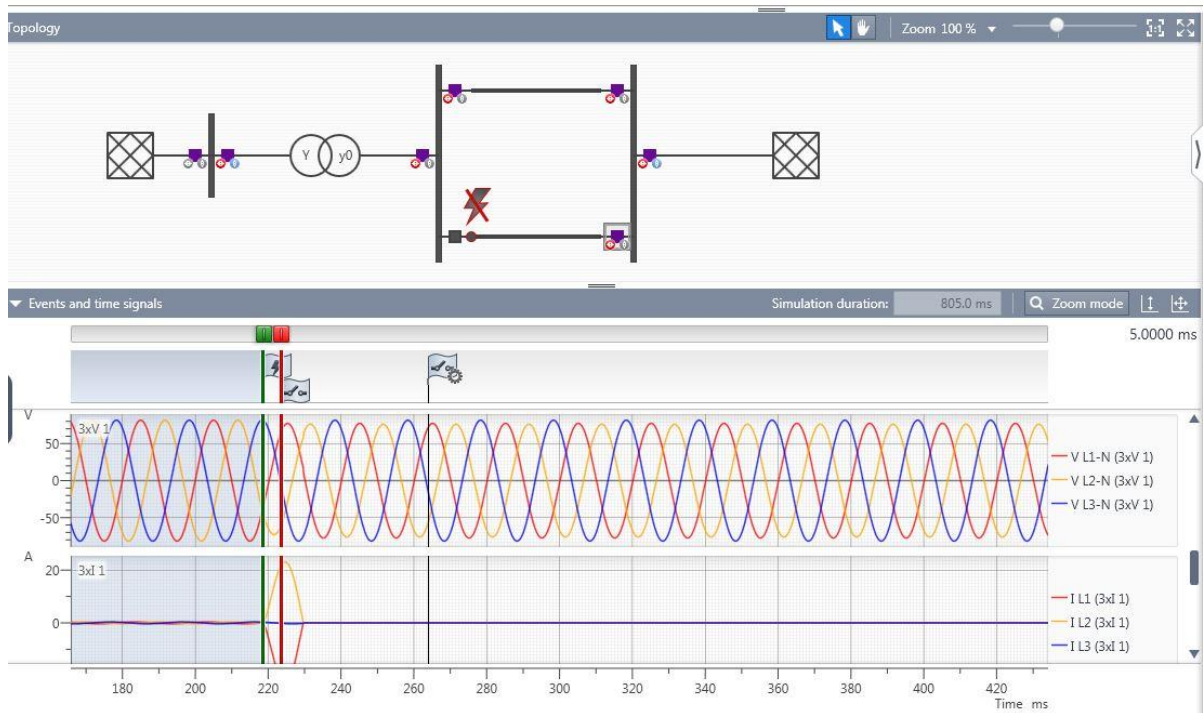 Topology
Zoom 100 %
Y
y0
Events and time signals
Simulation duration: 805.0 ms
Zoom mode
5.0000 ms
V
3xV 1
50
0
-50
V L1-N (3xV 1)
V L2-N (3xV 1)
V L3-N (3xV 1)
A
3xI 1
20
0
I L1 (3xI 1)
I L2 (3xI 1)
I L3 (3xI 1)
180 200 220 240 260 280 300 320 340 360 380 400 420
Time ms